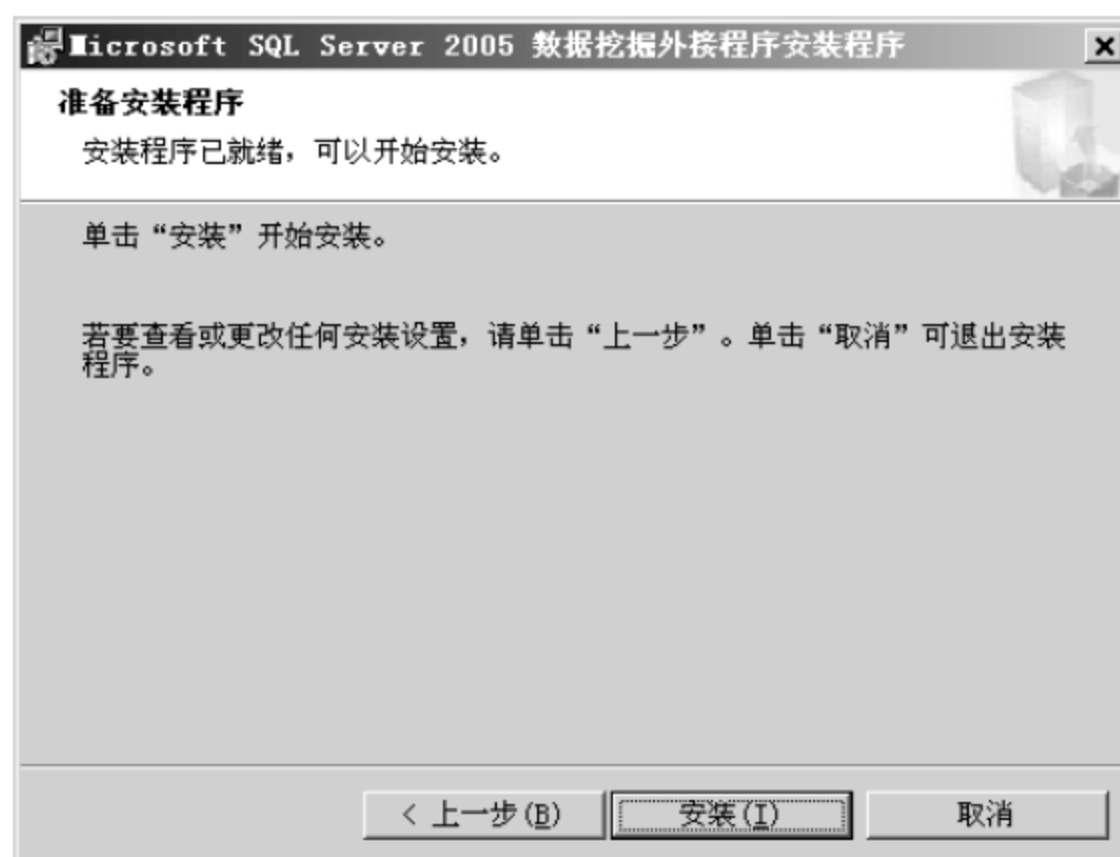 Microsoft SQL Server 2005 数据挖掘外接程序安装程序
准备安装程序
安装程序已就绪，可以开始安装。
单击“安装”开始安装。
若要查看或更改任何安装设置，请单击“上一步”。单击“取消”可退出安装
程序。
< 上一步(B)
安装(I)
取消